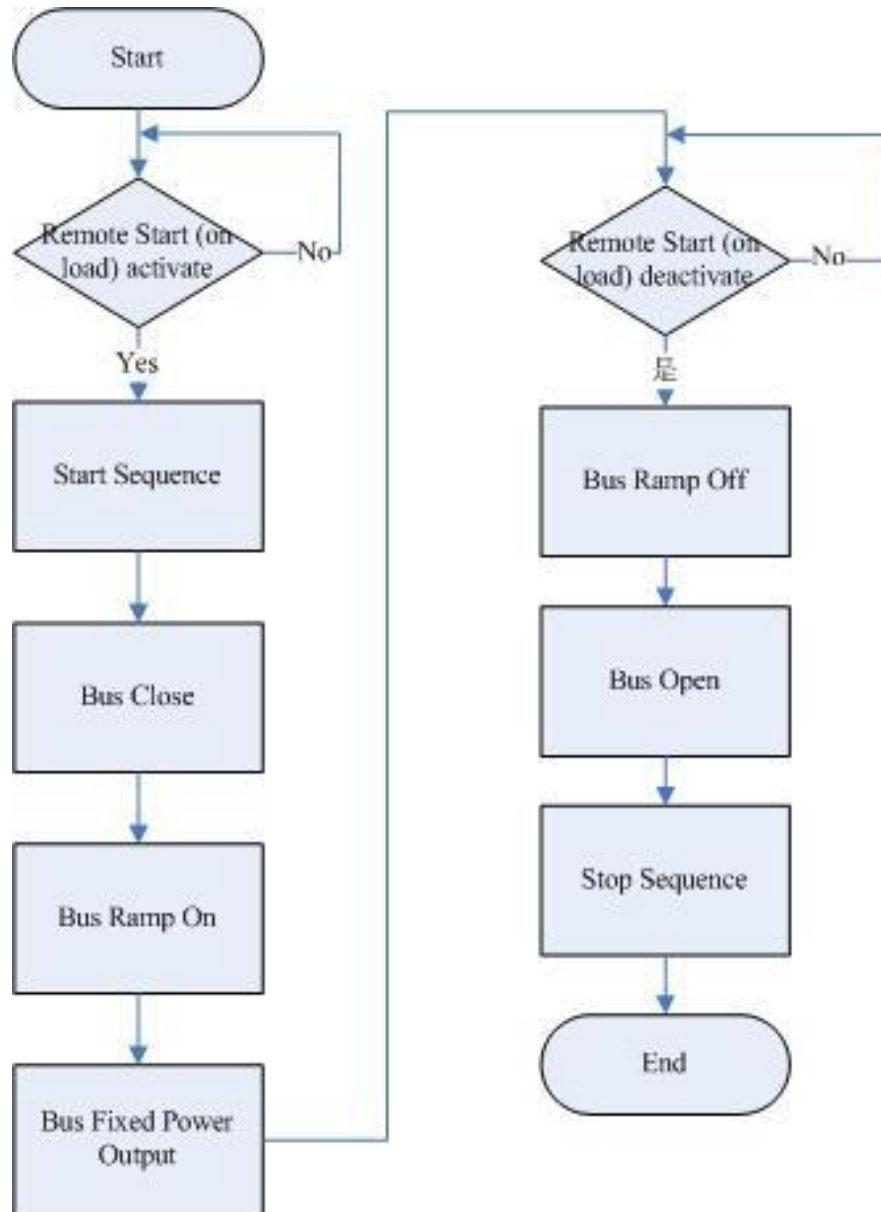 Start
Remote Start (on
load) activate
No
Yes
Start Sequence
Bus Close
Bus Ramp On
Bus Fixed Power
Output
Remote Start (on
load) deactivate
No
是
Bus Ramp Off
Bus Open
Stop Sequence
End